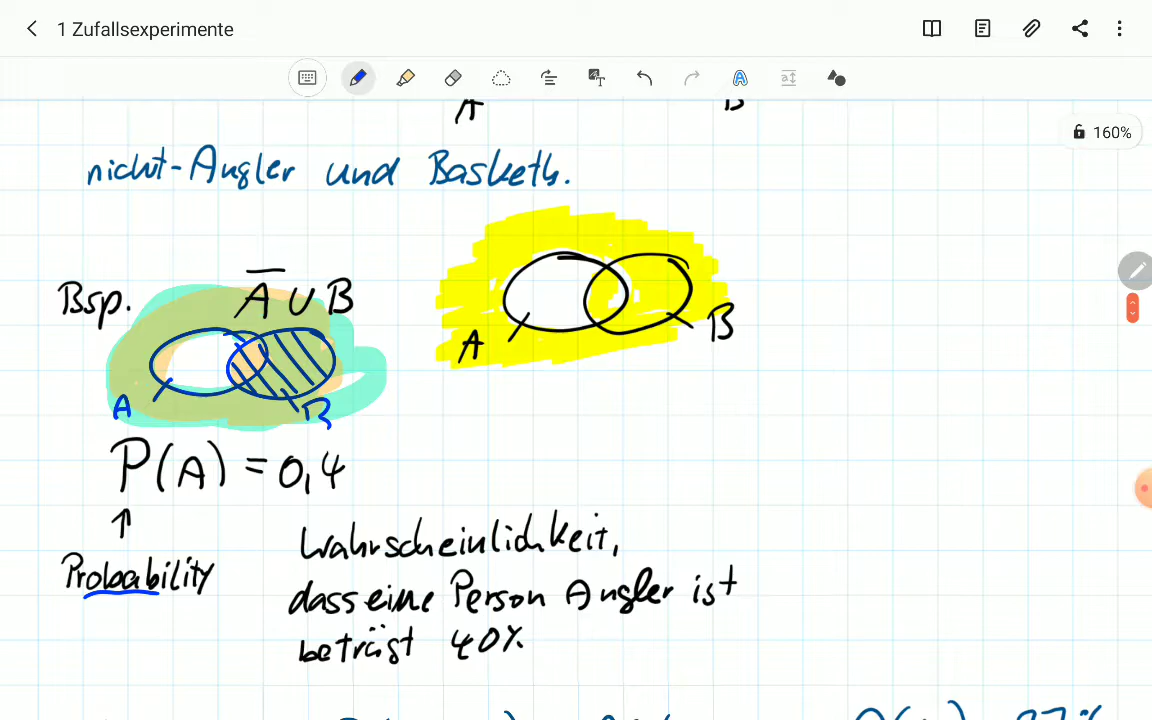 1 Zufallsexperimente
160%
A B
nicht-Angler und Basketb.
Bsp. A̅ ∪ B
A B
A B
P(A) = 0,4
↑
Probability
Wahrscheinlichkeit,
dass eine Person Angler ist
beträgt 40%